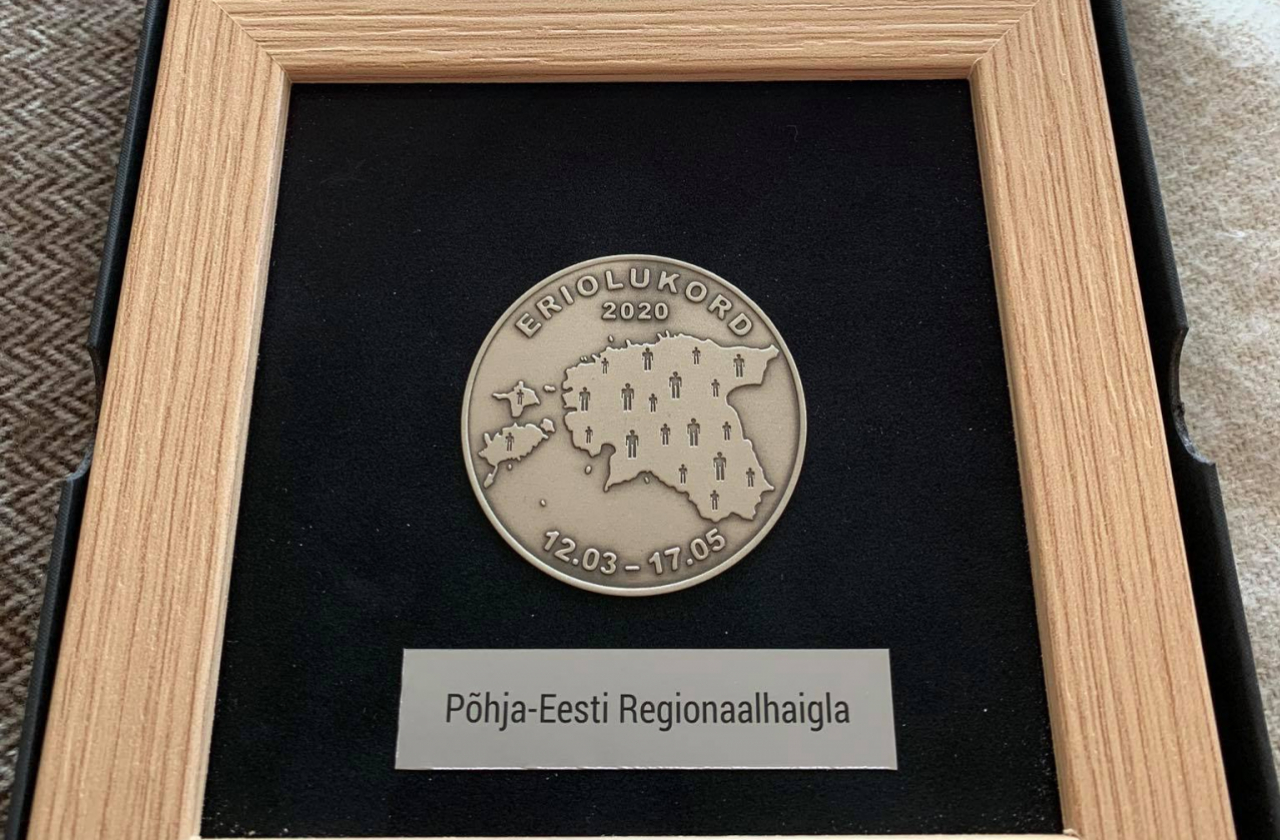 ERIOLUKORD
2020
12.03 – 17.05
Põhja-Eesti Regionaalhaigla